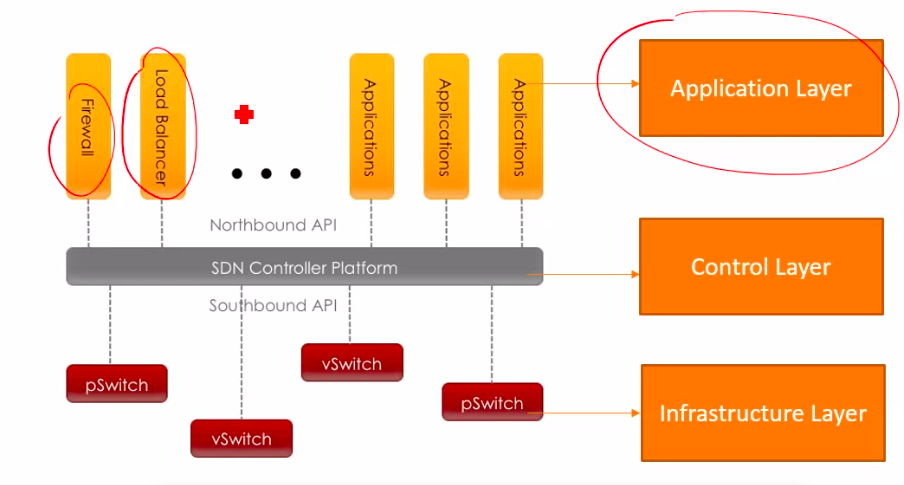 Firewall
Load Balancer
Applications
Applications
Applications
Application Layer
Northbound API
SDN Controller Platform
Control Layer
Southbound API
vSwitch
pSwitch
pSwitch
vSwitch
Infrastructure Layer